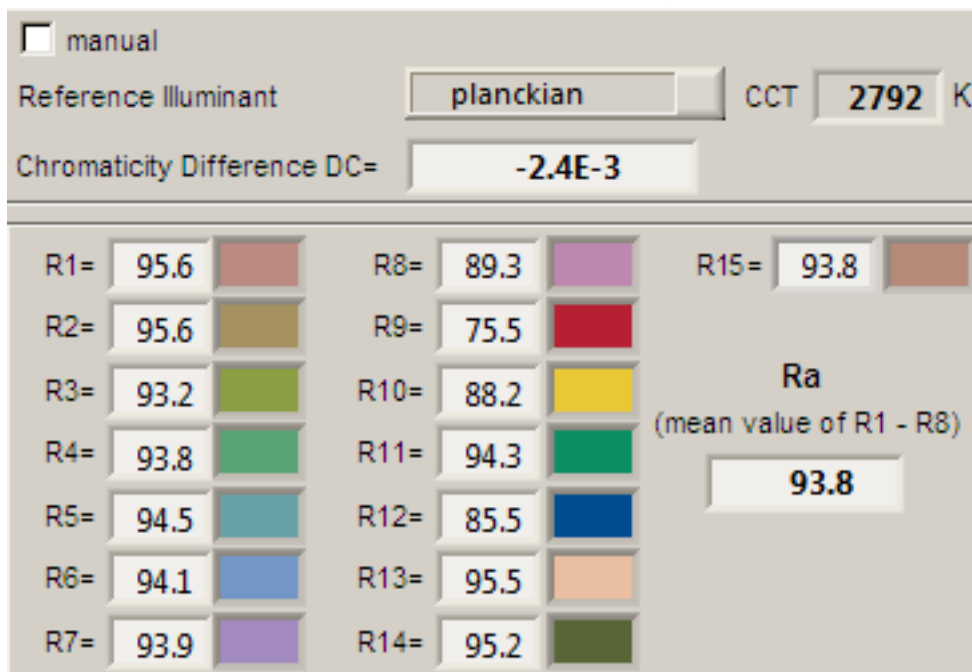 manual
Reference Illuminant planckian CCT 2792 K
Chromaticity Difference DC= -2.4E-3
R1= 95.6 R8= 89.3 R15= 93.8
R2= 95.6 R9= 75.5
R3= 93.2 R10= 88.2 Ra
(mean value of R1 - R8)
R4= 93.8 R11= 94.3
93.8
R5= 94.5 R12= 85.5
R6= 94.1 R13= 95.5
R7= 93.9 R14= 95.2